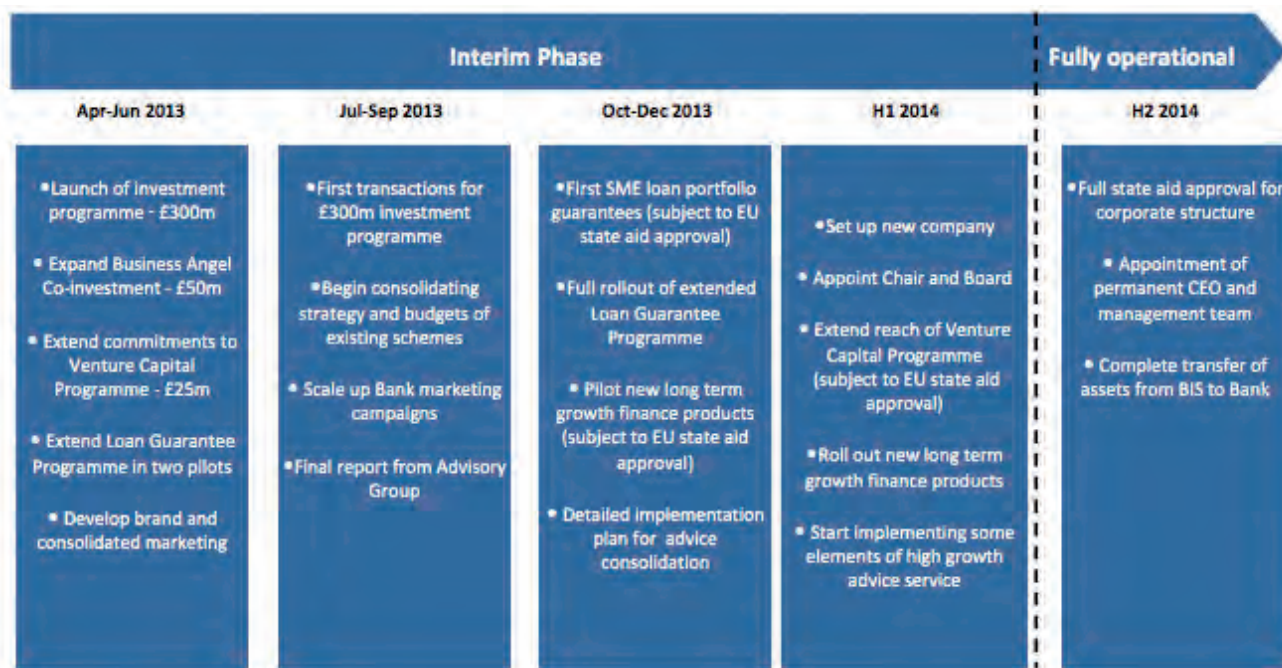 Interim Phase
Fully operational
Apr-Jun 2013
Jul-Sep 2013
Oct-Dec 2013
H1 2014
H2 2014
•Launch of investment
programme - £300m
• Expand Business Angel
Co-investment - £50m
• Extend commitments to
Venture Capital
Programme - £25m
• Extend Loan Guarantee
Programme in two pilots
• Develop brand and
consolidated marketing
•First transactions for
£300m investment
programme
•Begin consolidating
strategy and budgets of
existing schemes
• Scale up Bank marketing
campaigns
•Final report from Advisory
Group
•First SME loan portfolio
guarantees (subject to EU
state aid approval)
•Full rollout of extended
Loan Guarantee
Programme
• Pilot new long term
growth finance products
(subject to EU state aid
approval)
• Detailed implementation
plan for advice
consolidation
•Set up new company
• Appoint Chair and Board
• Extend reach of Venture
Capital Programme
(subject to EU state aid
approval)
• Roll out new long term
growth finance products
• Start implementing some
elements of high growth
advice service
•Full state aid approval for
corporate structure
• Appointment of
permanent CEO and
management team
• Complete transfer of
assets from BIS to Bank